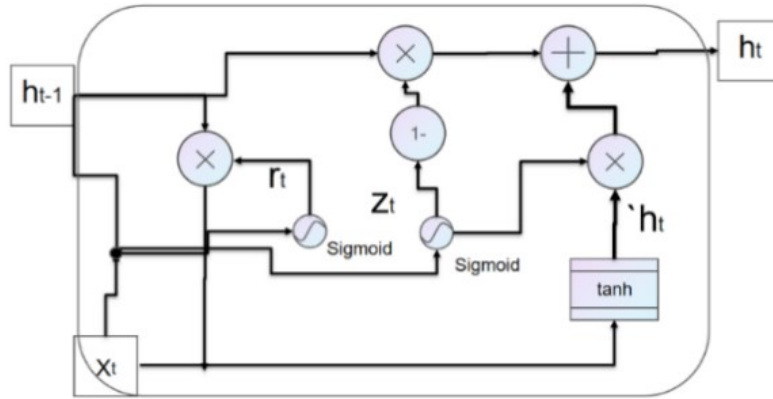 ht
ht-1
1-
rt
zt
`ht
Sigmoid
Sigmoid
tanh
xt